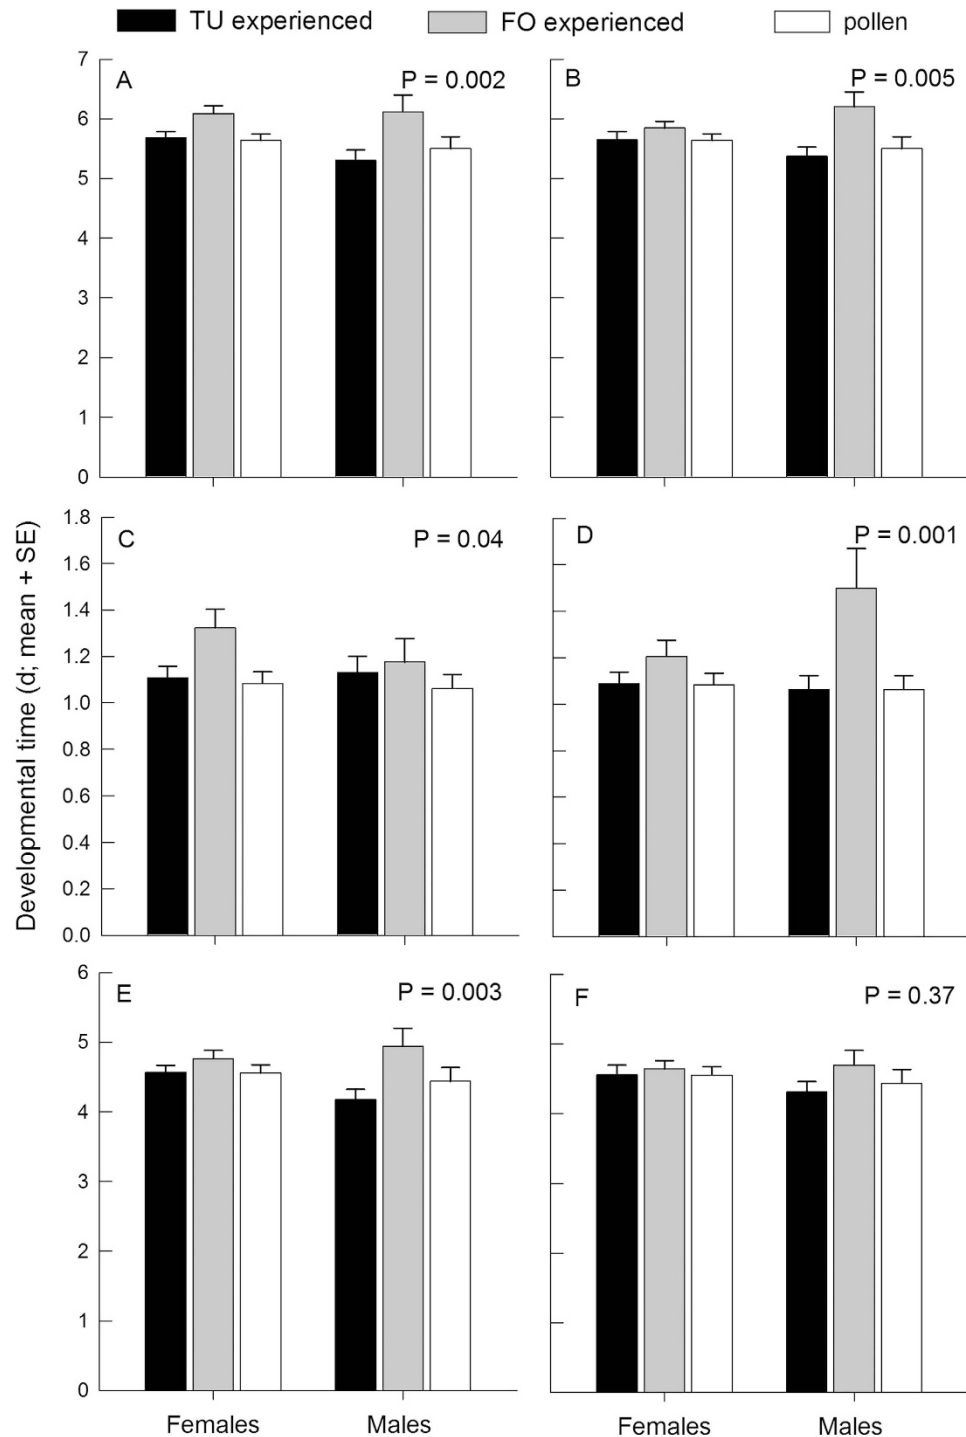 TU experienced FO experienced pollen
A P = 0.002
B P = 0.005
7
6
5
4
3
2
1
0
C P = 0.04
D P = 0.001
1.8
1.6
1.4
1.2
1.0
0.8
0.6
0.4
0.2
0.0
Developmental time (d; mean + SE)
E P = 0.003
F P = 0.37
6
5
4
3
2
1
0
Females Males Females Males